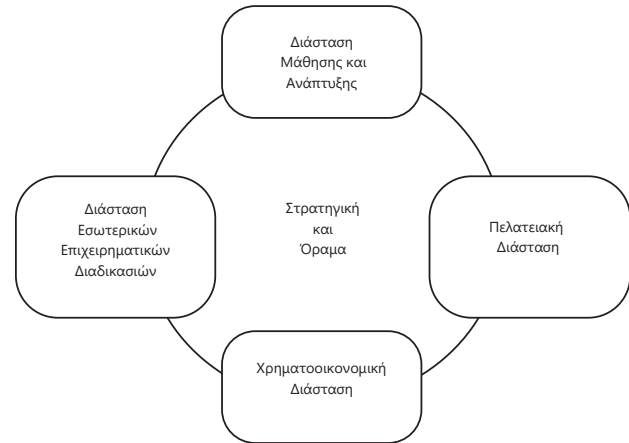 Διάσταση
Μάθησης και
Ανάπτυξης
Διάσταση
Εσωτερικών
Επιχειρηματικών
Διαδικασιών
Στρατηγική
και
Όραμα
Πελατειακή
Διάσταση
Χρηματοοικονομική
Διάσταση